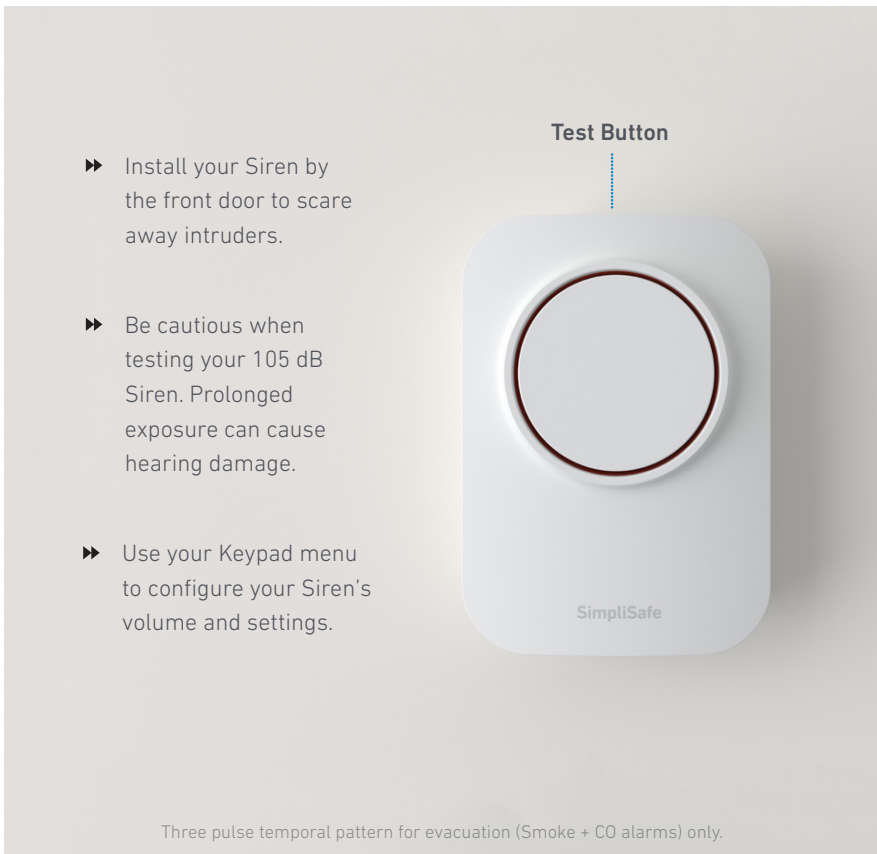 Test Button
Install your Siren by
the front door to scare
away intruders.
Be cautious when
testing your 105 dB
Siren. Prolonged
exposure can cause
hearing damage.
Use your Keypad menu
to configure your Siren’s
volume and settings.
SimpliSafe
Three pulse temporal pattern for evacuation (Smoke + CO alarms) only.